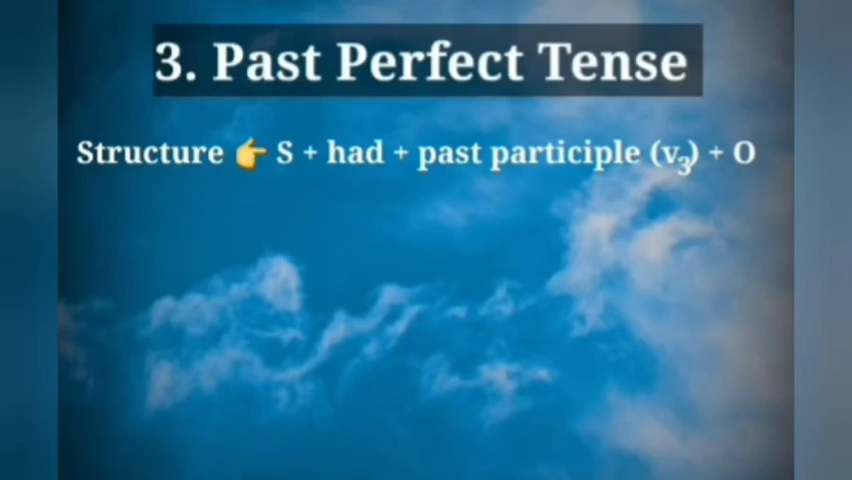 3. Past Perfect Tense
Structure 👉 S + had + past participle (v₃) + O